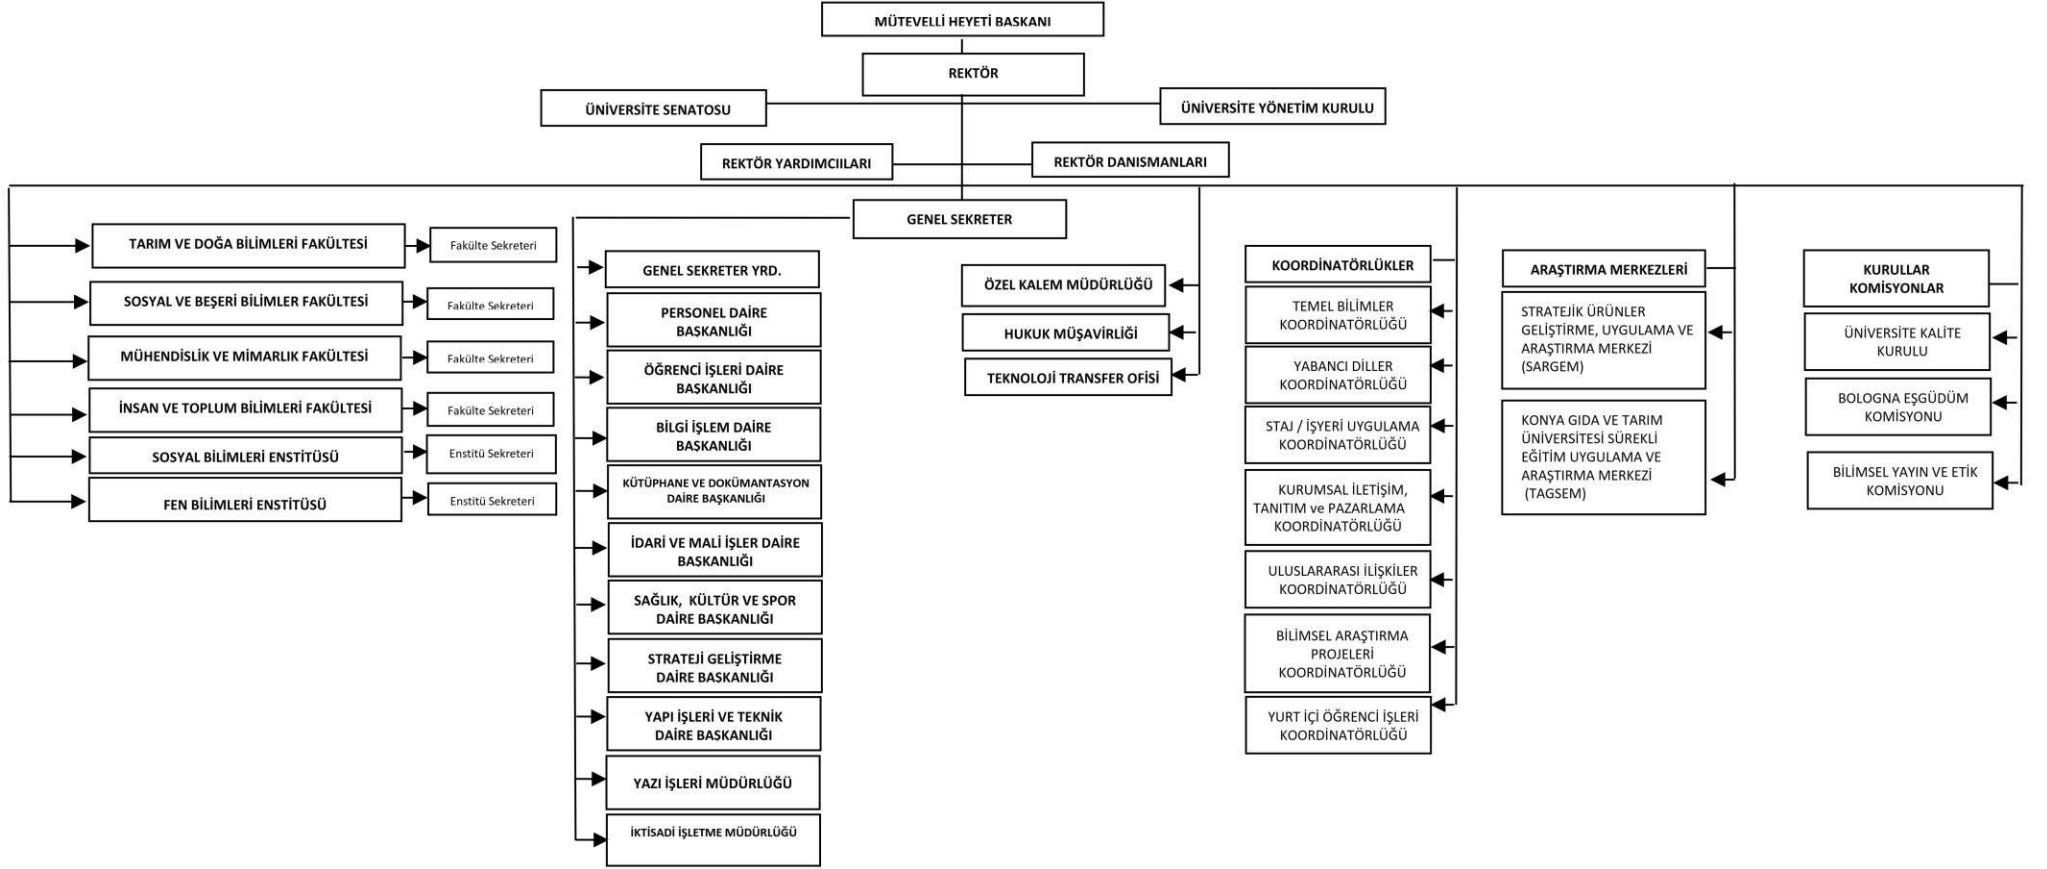 MÜTEVELLİ HEYETİ BASKANI
REKTÖR
ÜNİVERSİTE SENATOSU
ÜNİVERSİTE YÖNETİM KURULU
REKTÖR YARDIMCIILARI
REKTÖR DANISMANLARI
GENEL SEKRETER
TARIM VE DOĞA BİLİMLERİ FAKÜLTESİ
Fakülte Sekreteri
SOSYAL VE BEŞERİ BİLİMLER FAKÜLTESİ
Fakülte Sekreteri
MÜHENDİSLİK VE MİMARLIK FAKÜLTESİ
Fakülte Sekreteri
İNSAN VE TOPLUM BİLİMLERİ FAKÜLTESİ
Fakülte Sekreteri
SOSYAL BİLİMLERİ ENSTİTÜSÜ
Enstitü Sekreteri
FEN BİLİMLERİ ENSTİTÜSÜ
Enstitü Sekreteri
GENEL SEKRETER YRD.
PERSONEL DAİRE
BAŞKANLIĞI
ÖĞRENCİ İŞLERİ DAİRE
BAŞKANLIĞI
BİLGİ İŞLEM DAİRE
BAŞKANLIĞI
KÜTÜPHANE VE DOKÜMANTASYON
DAİRE BAŞKANLIĞI
İDARİ VE MALİ İŞLER DAİRE
BAŞKANLIĞI
SAĞLIK, KÜLTÜR VE SPOR
DAİRE BAŞKANLIĞI
STRATEJİ GELİŞTİRME
DAİRE BAŞKANLIĞI
YAPI İŞLERİ VE TEKNİK
DAİRE BAŞKANLIĞI
YAZI İŞLERİ MÜDÜRLÜĞÜ
İKTİSADİ İŞLETME MÜDÜRLÜĞÜ
ÖZEL KALEM MÜDÜRLÜĞÜ
HUKUK MÜŞAVİRLİĞİ
TEKNOLOJİ TRANSFER OFİSİ
KOORDİNATÖRLÜKLER
TEMEL BİLİMLER
KOORDİNATÖRLÜĞÜ
YABANCI DİLLER
KOORDİNATÖRLÜĞÜ
STAJ / İŞYERİ UYGULAMA
KOORDİNATÖRLÜĞÜ
KURUMSAL İLETİŞİM,
TANITIM ve PAZARLAMA
KOORDİNATÖRLÜĞÜ
ULUSLARARASI İLİŞKİLER
KOORDİNATÖRLÜĞÜ
BİLİMSEL ARAŞTIRMA
PROJELERİ
KOORDİNATÖRLÜĞÜ
YURT İÇİ ÖĞRENCİ İŞLERİ
KOORDİNATÖRLÜĞÜ
ARAŞTIRMA MERKEZLERİ
STRATEJİK ÜRÜNLER
GELİŞTİRME, UYGULAMA VE
ARAŞTIRMA MERKEZİ
(SARGEM)
KONYA GIDA VE TARIM
ÜNİVERSİTESİ SÜREKLİ
EĞİTİM UYGULAMA VE
ARAŞTIRMA MERKEZİ
(TAGSEM)
KURULLAR
KOMİSYONLAR
ÜNİVERSİTE KALİTE
KURULU
BOLOGNA EŞGÜDÜM
KOMİSYONU
BİLİMSEL YAYIN VE ETİK
KOMİSYONU